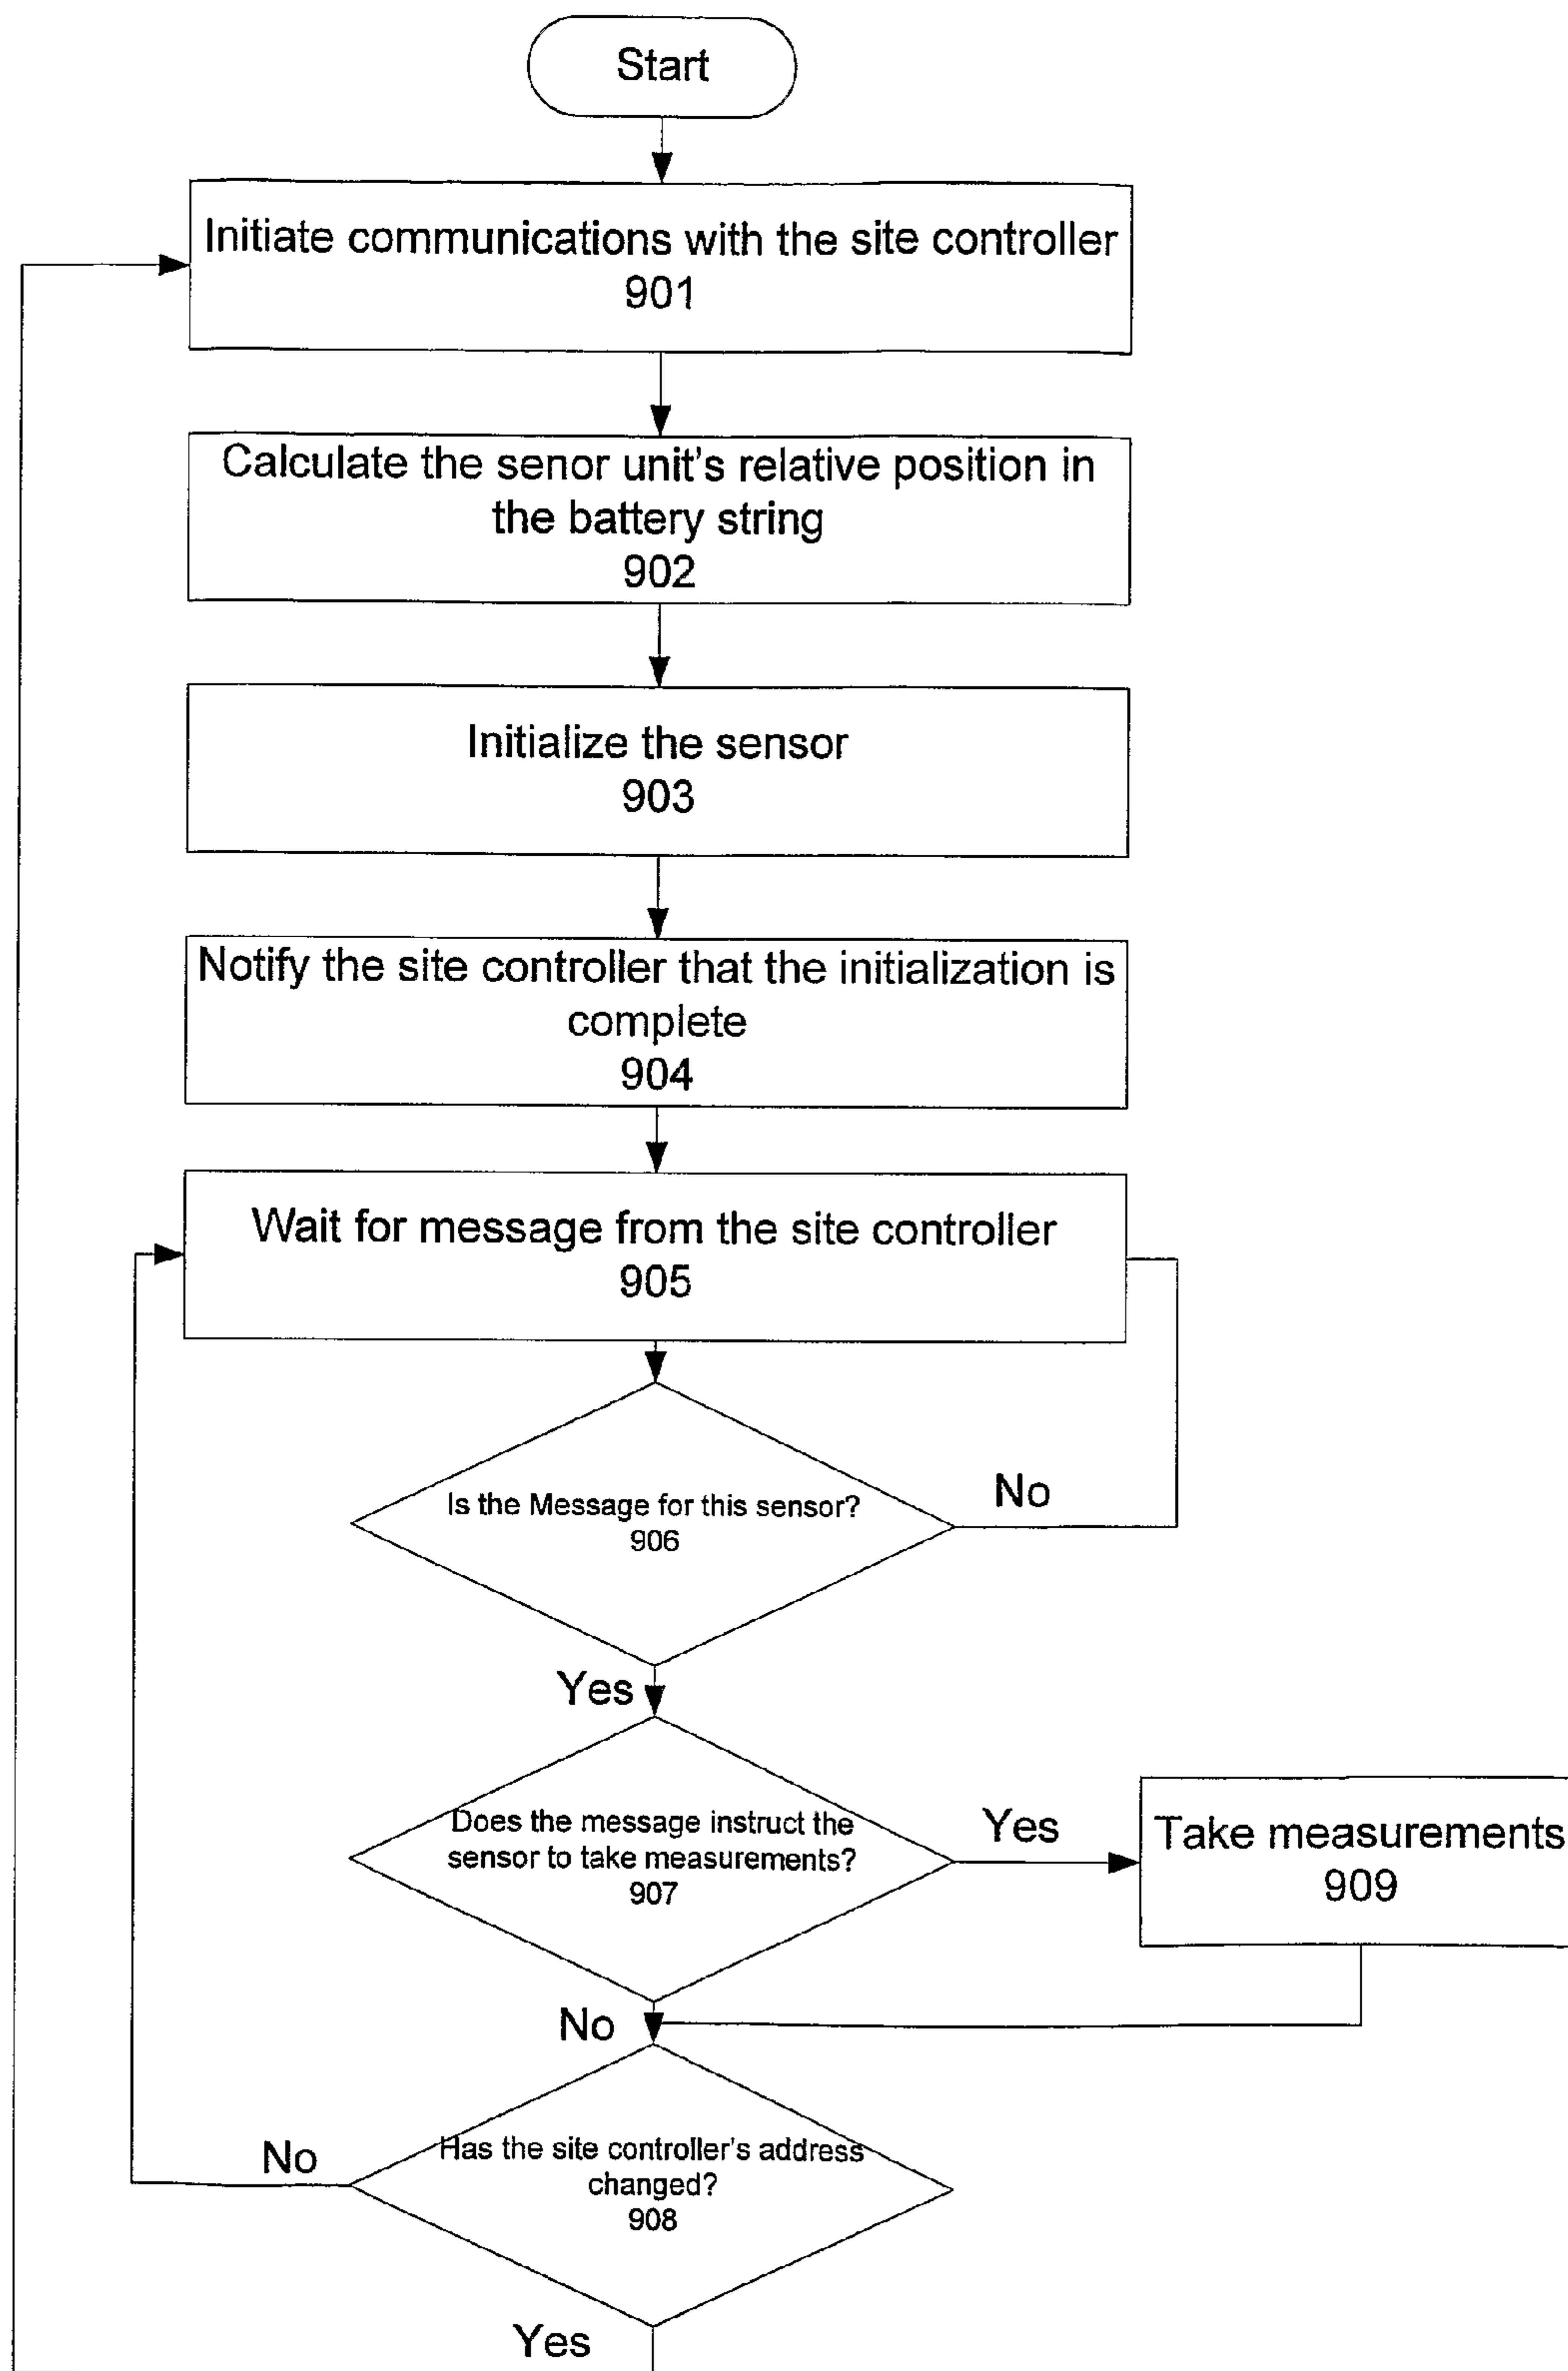 Start
Initiate communications with the site controller
901
Calculate the senor unit's relative position in
the battery string
902
Initialize the sensor
903
Notify the site controller that the initialization is
complete
904
Wait for message from the site controller
905
Is the Message for this sensor?
906
No
Yes
Does the message instruct the
sensor to take measurements?
907
Yes
Take measurements
909
No
Has the site controller's address
changed?
908
No
Yes